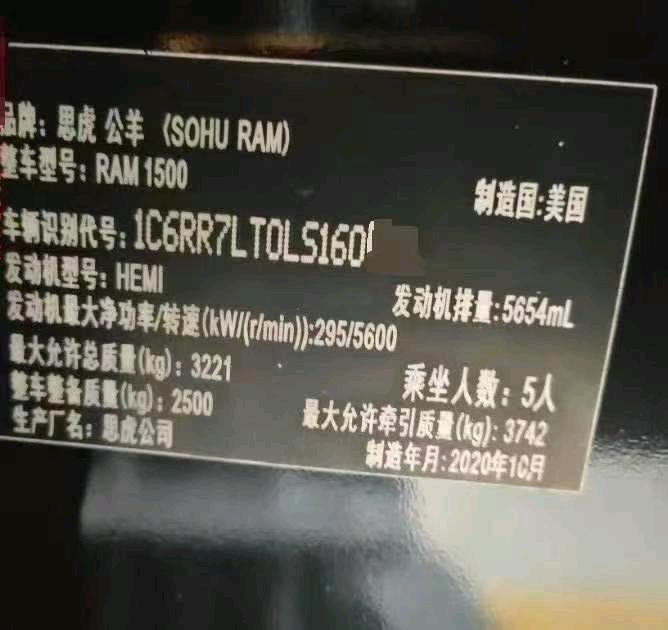 品牌：思虎 公羊 (SOHU RAM)
整车型号：RAM 1500
制造国:美国
车辆识别代号：1C6RR7LT0LS160
发动机型号：HEMI
发动机排量:5654mL
发动机最大净功率/转速(kW/(r/min)):295/5600
最大允许总质量(kg)：3221
乘坐人数：5人
整车整备质量(kg)：2500
最大允许牵引质量(kg)：3742
生产厂名：思虎公司
制造年月:2020年10月